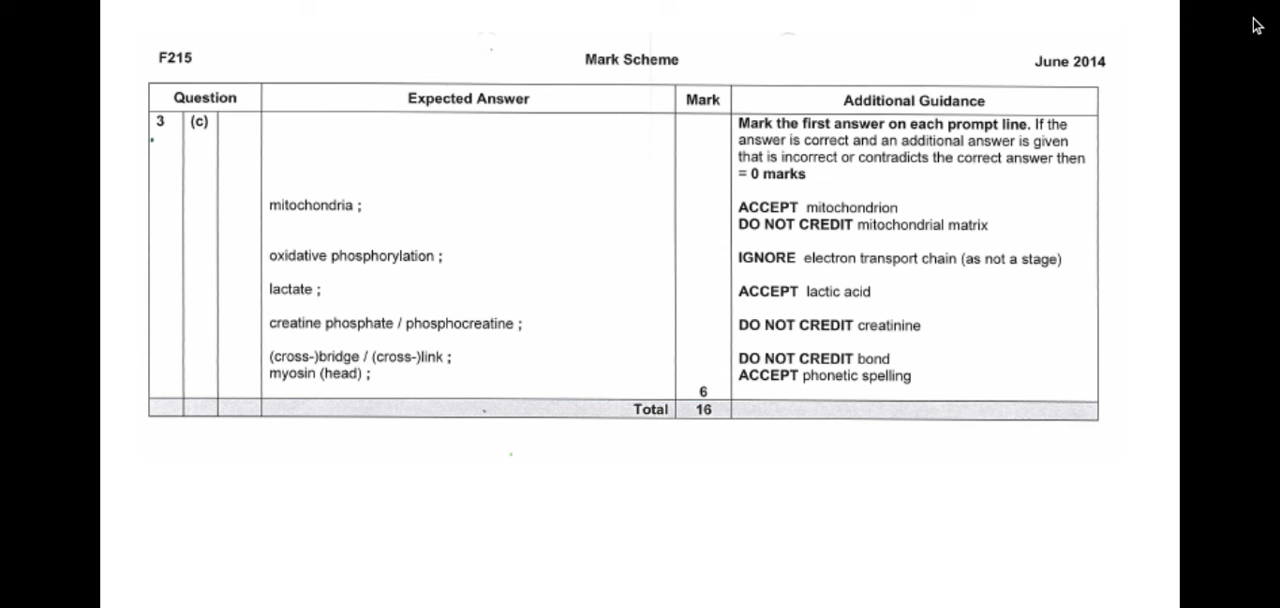 F215 Mark Scheme June 2014
Question Expected Answer Mark Additional Guidance
3 (c) Mark the first answer on each prompt line. If the
answer is correct and an additional answer is given
that is incorrect or contradicts the correct answer then
= 0 marks
mitochondria ; ACCEPT mitochondrion
DO NOT CREDIT mitochondrial matrix
oxidative phosphorylation ; IGNORE electron transport chain (as not a stage)
lactate ; ACCEPT lactic acid
creatine phosphate / phosphocreatine ; DO NOT CREDIT creatinine
(cross-)bridge / (cross-)link ; DO NOT CREDIT bond
myosin (head) ; ACCEPT phonetic spelling
6
Total 16